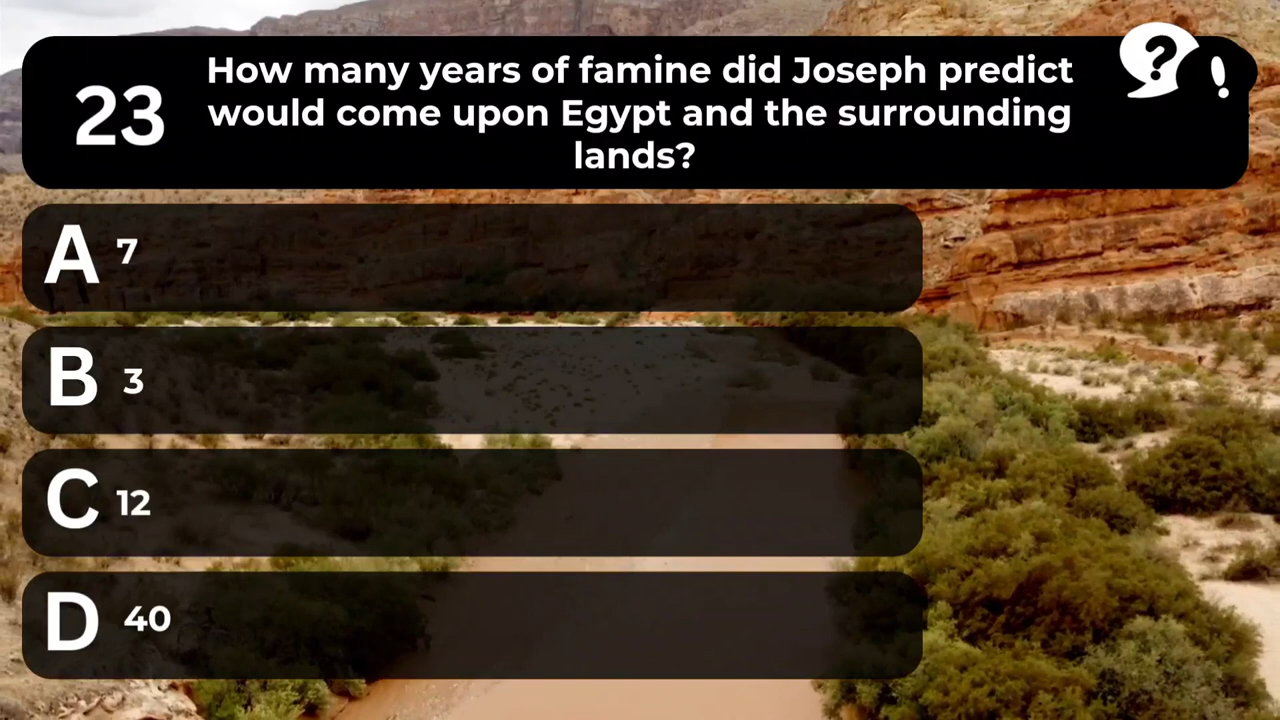 23
How many years of famine did Joseph predict
would come upon Egypt and the surrounding
lands?
?!
A 7
B 3
C 12
D 40